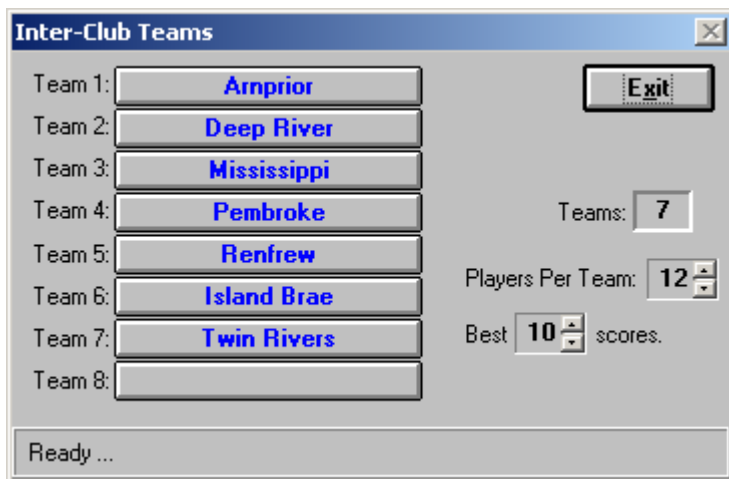 Inter-Club Teams
Team 1: Arnprior
Exit
Team 2: Deep River
Team 3: Mississippi
Team 4: Pembroke
Teams: 7
Team 5: Renfrew
Players Per Team: 12
Team 6: Island Brae
Team 7: Twin Rivers
Best 10 scores.
Team 8:
Ready ...